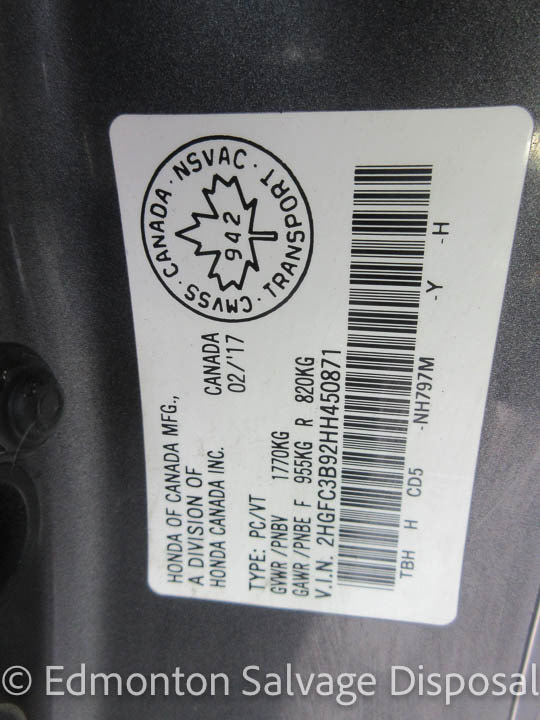 HONDA OF CANADA MFG.,
A DIVISION OF
HONDA CANADA INC.
CANADA
02/'17
CANADA · NSVAC · TRANSPORT · CMVSS ·
942
TYPE: PC/VT
GVWR /PNBV 1770KG
GAWR /PNBE F 955KG R 820KG
V.I.N. 2HGFC3B92HH450871
TBH H CD5 -NH797M -Y -H
© Edmonton Salvage Disposal